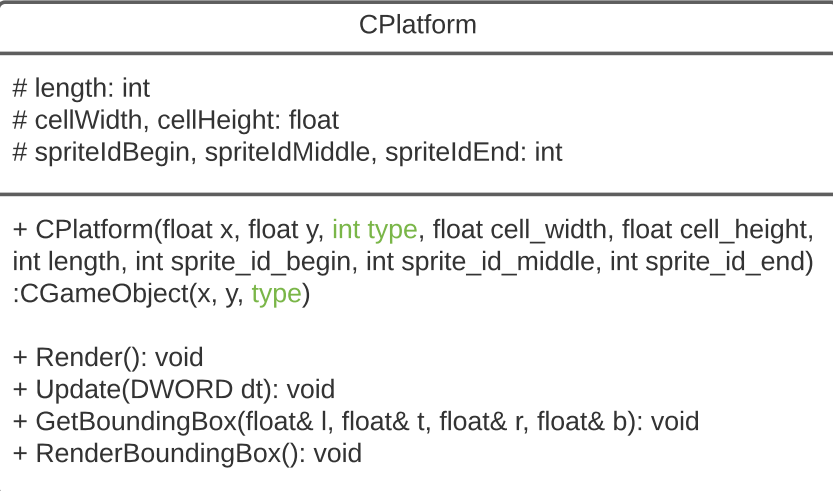 CPlatform
# length: int
# cellWidth, cellHeight: float
# spriteIdBegin, spriteIdMiddle, spriteIdEnd: int
+ CPlatform(float x, float y, int type, float cell_width, float cell_height,
int length, int sprite_id_begin, int sprite_id_middle, int sprite_id_end)
:CGameObject(x, y, type)
+ Render(): void
+ Update(DWORD dt): void
+ GetBoundingBox(float& l, float& t, float& r, float& b): void
+ RenderBoundingBox(): void